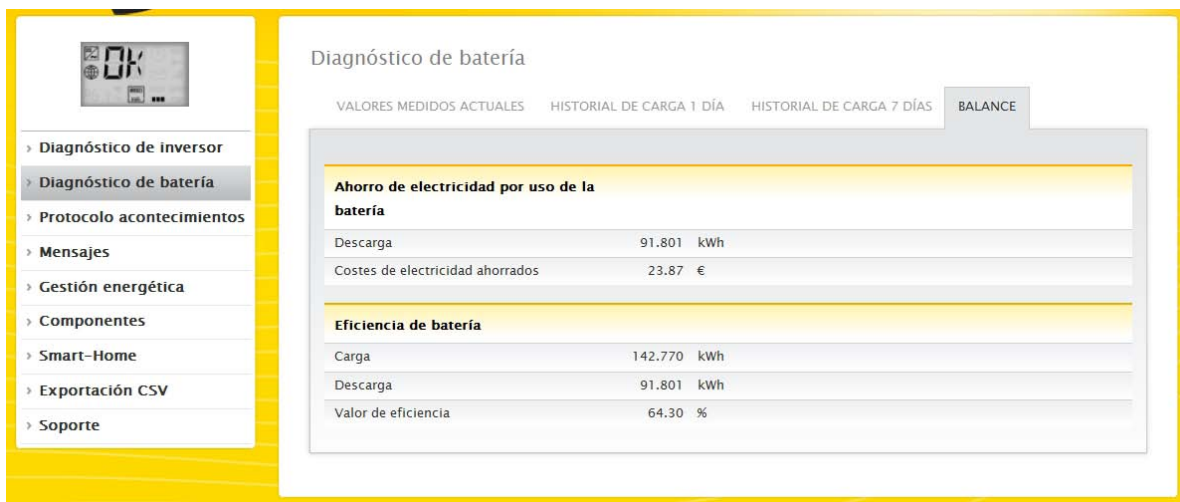 OK
Diagnóstico de inversor
Diagnóstico de batería
Protocolo acontecimientos
Mensajes
Gestión energética
Componentes
Smart-Home
Exportación CSV
Soporte
Diagnóstico de batería
VALORES MEDIDOS ACTUALES HISTORIAL DE CARGA 1 DÍA HISTORIAL DE CARGA 7 DÍAS BALANCE
Ahorro de electricidad por uso de la
batería
Descarga 91.801 kWh
Costes de electricidad ahorrados 23.87 €
Eficiencia de batería
Carga 142.770 kWh
Descarga 91.801 kWh
Valor de eficiencia 64.30 %